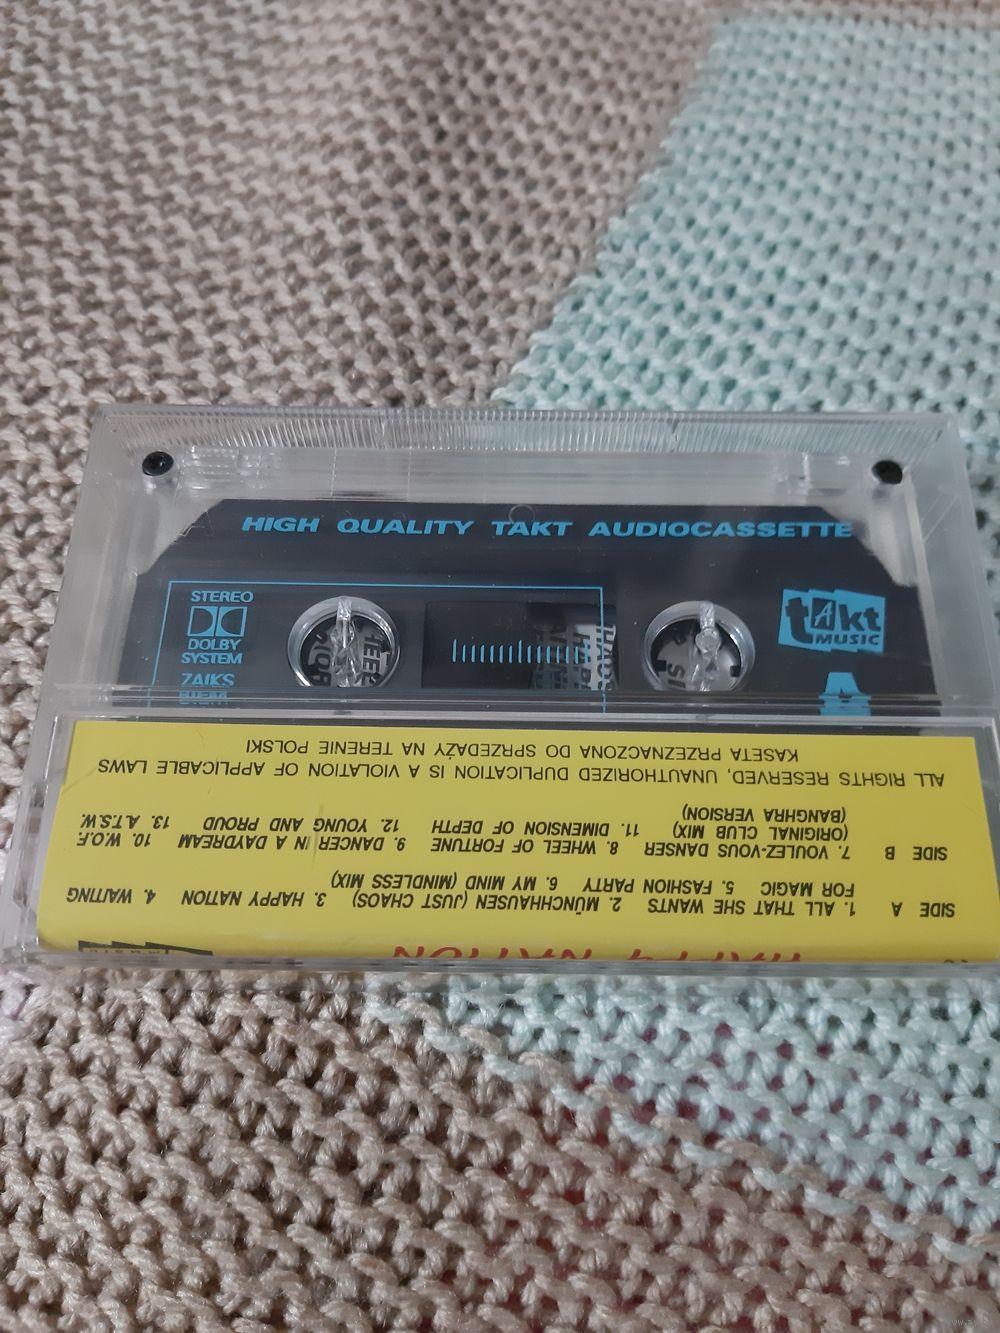 HIGH QUALITY TAKT AUDIOCASSETTE
STEREO
DOLBY
SYSTEM
ZAIKS
BIEM
takt
MUSIC
A
HAPPY NATION
SIDE A 1. ALL THAT SHE WANTS 2. MÜNCHHAUSEN (JUST CHAOS) 3. HAPPY NATION 4. WAITING
FOR MAGIC 5. FASHION PARTY 6. MY MIND (MINDLESS MIX)
SIDE B 7. VOULEZ-VOUS DANSER 8. WHEEL OF FORTUNE 9. DANCER IN A DAYDREAM 10. W.O.F.
(ORIGINAL CLUB MIX) 11. DIMENSION OF DEPTH 12. YOUNG AND PROUD 13. A.T.S.W.
(BANGHRA VERSION)
ALL RIGHTS RESERVED, UNAUTHORIZED DUPLICATION IS A VIOLATION OF APPLICABLE LAWS
KASETA PRZEZNACZONA DO SPRZEDAŻY NA TERENIE POLSKI